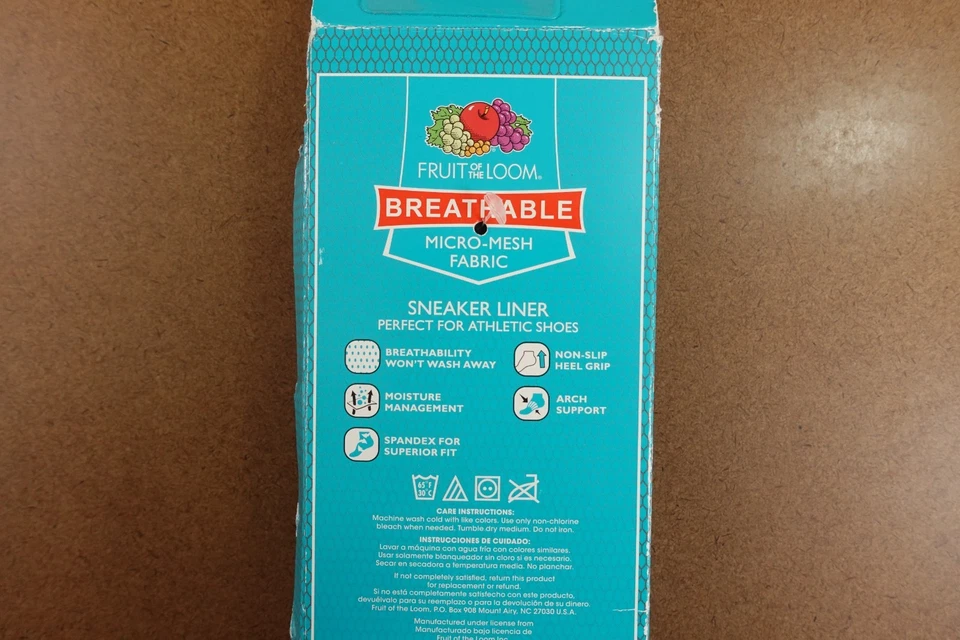 FRUIT OF THE LOOM®
BREATHABLE
MICRO-MESH
FABRIC
SNEAKER LINER
PERFECT FOR ATHLETIC SHOES
BREATHABILITY
WON'T WASH AWAY
NON-SLIP
HEEL GRIP
MOISTURE
MANAGEMENT
ARCH
SUPPORT
SPANDEX FOR
SUPERIOR FIT
65°F
30°C
CARE INSTRUCTIONS:
Machine wash cold with like colors. Use only non-chlorine
bleach when needed. Tumble dry medium. Do not iron.
INSTRUCCIONES DE CUIDADO:
Lavar a máquina con agua fría con colores similares.
Usar solamente blanqueador sin cloro si es necesario.
Secar en secadora a temperatura media. No planchar.
If not completely satisfied, return this product
for replacement or refund.
Si no está completamente satisfecho con este producto,
devuélvalo para su reemplazo o para la devolución de su dinero.
Fruit of the Loom, P.O. Box 908 Mount Airy, NC 27030 U.S.A.
Manufactured under license from
Manufacturado bajo licencia de
Fruit of the Loom, Inc.